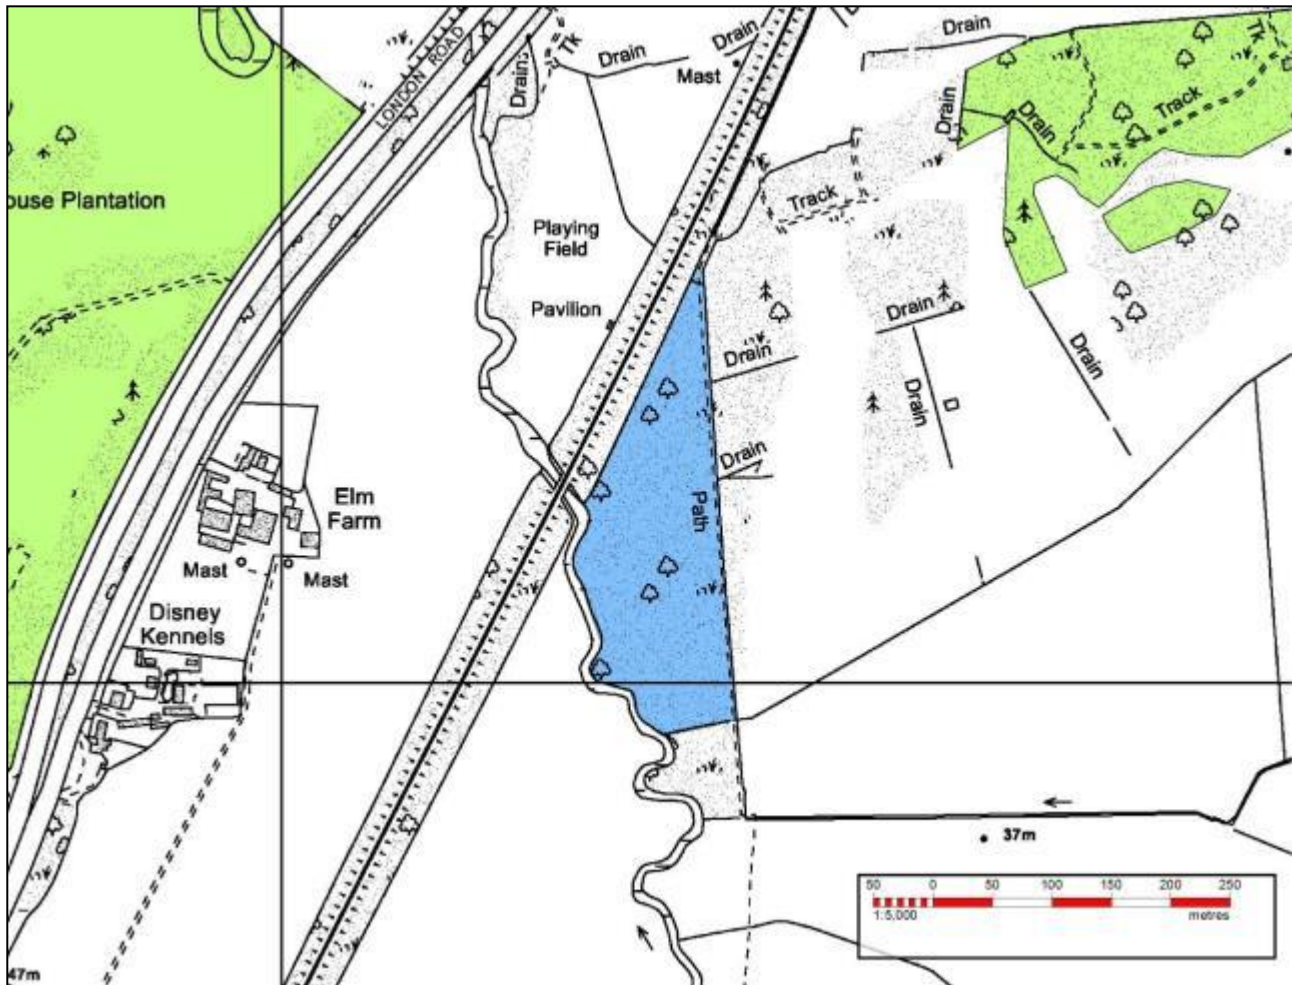 LONDON ROAD
Drain
Tk
Drain
Drain
Mast
Drain
Drain
Drain
Track
Tk
ouse Plantation
Track
Playing
Field
Pavilion
Drain
Drain
Drain
Drain
Drain
Path
Elm
Farm
Mast
Mast
Disney
Kennels
37m
50 0 50 100 150 200 250
1:5,000 metres
47m